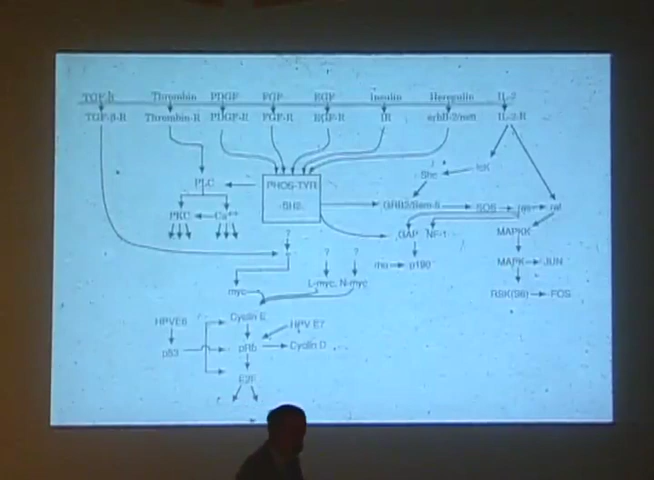 TGF-b Thrombin PDGF FGF EGF Insulin Heregulin IL-2
TGF-β-R Thrombin-R PDGF-R FGF-R EGF-R IR erbB-2/neu IL-2-R
lcK
Shc
PLC PHOS-TYR
-SH2-
GRB2/Sem-5 SOS ras raf
PKC Ca++
? GAP NF-1 MAPKK
? ?
rho p190 MAPK JUN
L-myc, N-myc
myc RSK(S6) FOS
Cyclin E
HPVE6 HPV E7
p53 pRb Cyclin D
E2F